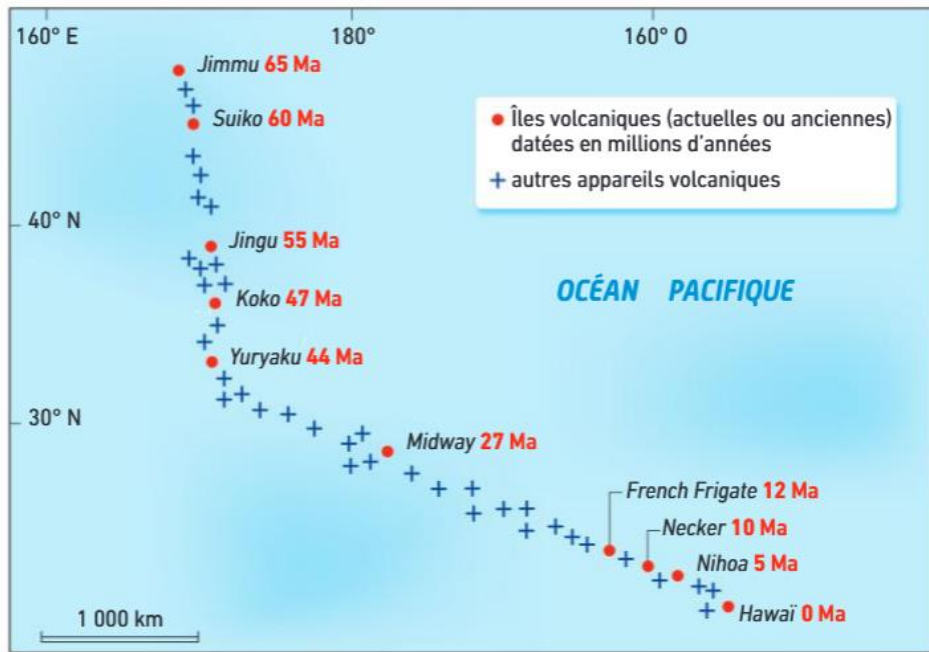 160° E 180° 160° O
Jimmu 65 Ma
Suiko 60 Ma
Îles volcaniques (actuelles ou anciennes)
datées en millions d'années
autres appareils volcaniques
40° N
Jingu 55 Ma
Koko 47 Ma
OCÉAN PACIFIQUE
Yuryaku 44 Ma
30° N
Midway 27 Ma
French Frigate 12 Ma
Necker 10 Ma
Nihoa 5 Ma
Hawaï 0 Ma
1 000 km